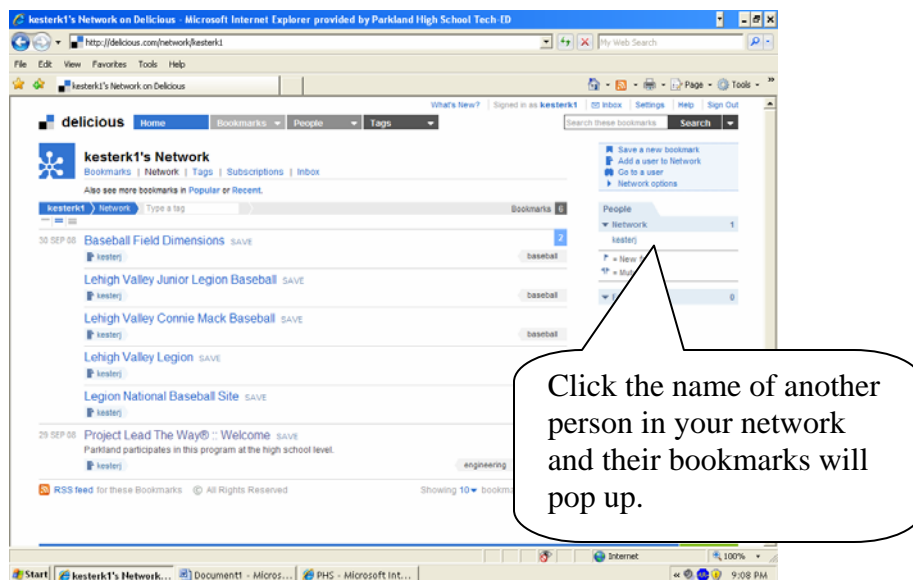 kesterk1's Network on Delicious - Microsoft Internet Explorer provided by Parkland High School Tech-ED
http://delicious.com/network/kesterk1
My Web Search
File Edit View Favorites Tools Help
kesterk1's Network on Delicious
Page Tools
What's New? Signed in as kesterk1 Inbox Settings Help Sign Out
delicious Home Bookmarks People Tags
Search these bookmarks Search
kesterk1's Network
Bookmarks | Network | Tags | Subscriptions | Inbox
Also see more bookmarks in Popular or Recent.
Save a new bookmark
Add a user to Network
Go to a user
Network options
kesterk1 Network Type a tag Bookmarks 6
People
Network 1
kesterj
= New
= Mut
0
30 SEP 08 Baseball Field Dimensions SAVE 2
kesterj baseball
Lehigh Valley Junior Legion Baseball SAVE
kesterj baseball
Lehigh Valley Connie Mack Baseball SAVE
kesterj baseball
Lehigh Valley Legion SAVE
kesterj
Legion National Baseball Site SAVE
kesterj
29 SEP 08 Project Lead The Way® :: Welcome SAVE
Parkland participates in this program at the high school level.
kesterj engineering
RSS feed for these Bookmarks © All Rights Reserved Showing 10 bookma
Click the name of another
person in your network
and their bookmarks will
pop up.
Internet 100%
Start kesterk1's Network... Document1 - Micros... PHS - Microsoft Int... 9:08 PM